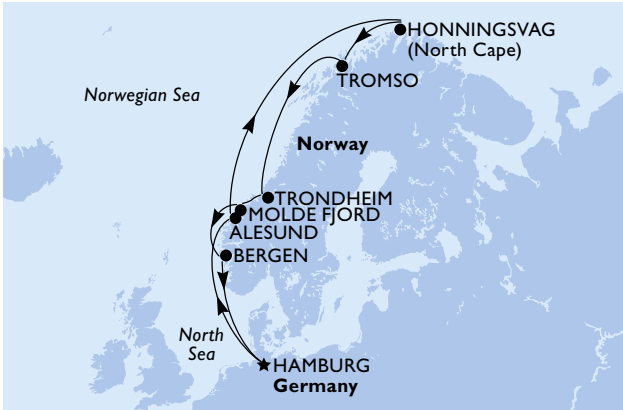 HONNINGSVAG
(North Cape)
TROMSO
Norwegian Sea
Norway
TRONDHEIM
MOLDE FJORD
ALESUND
BERGEN
North
Sea
HAMBURG
Germany